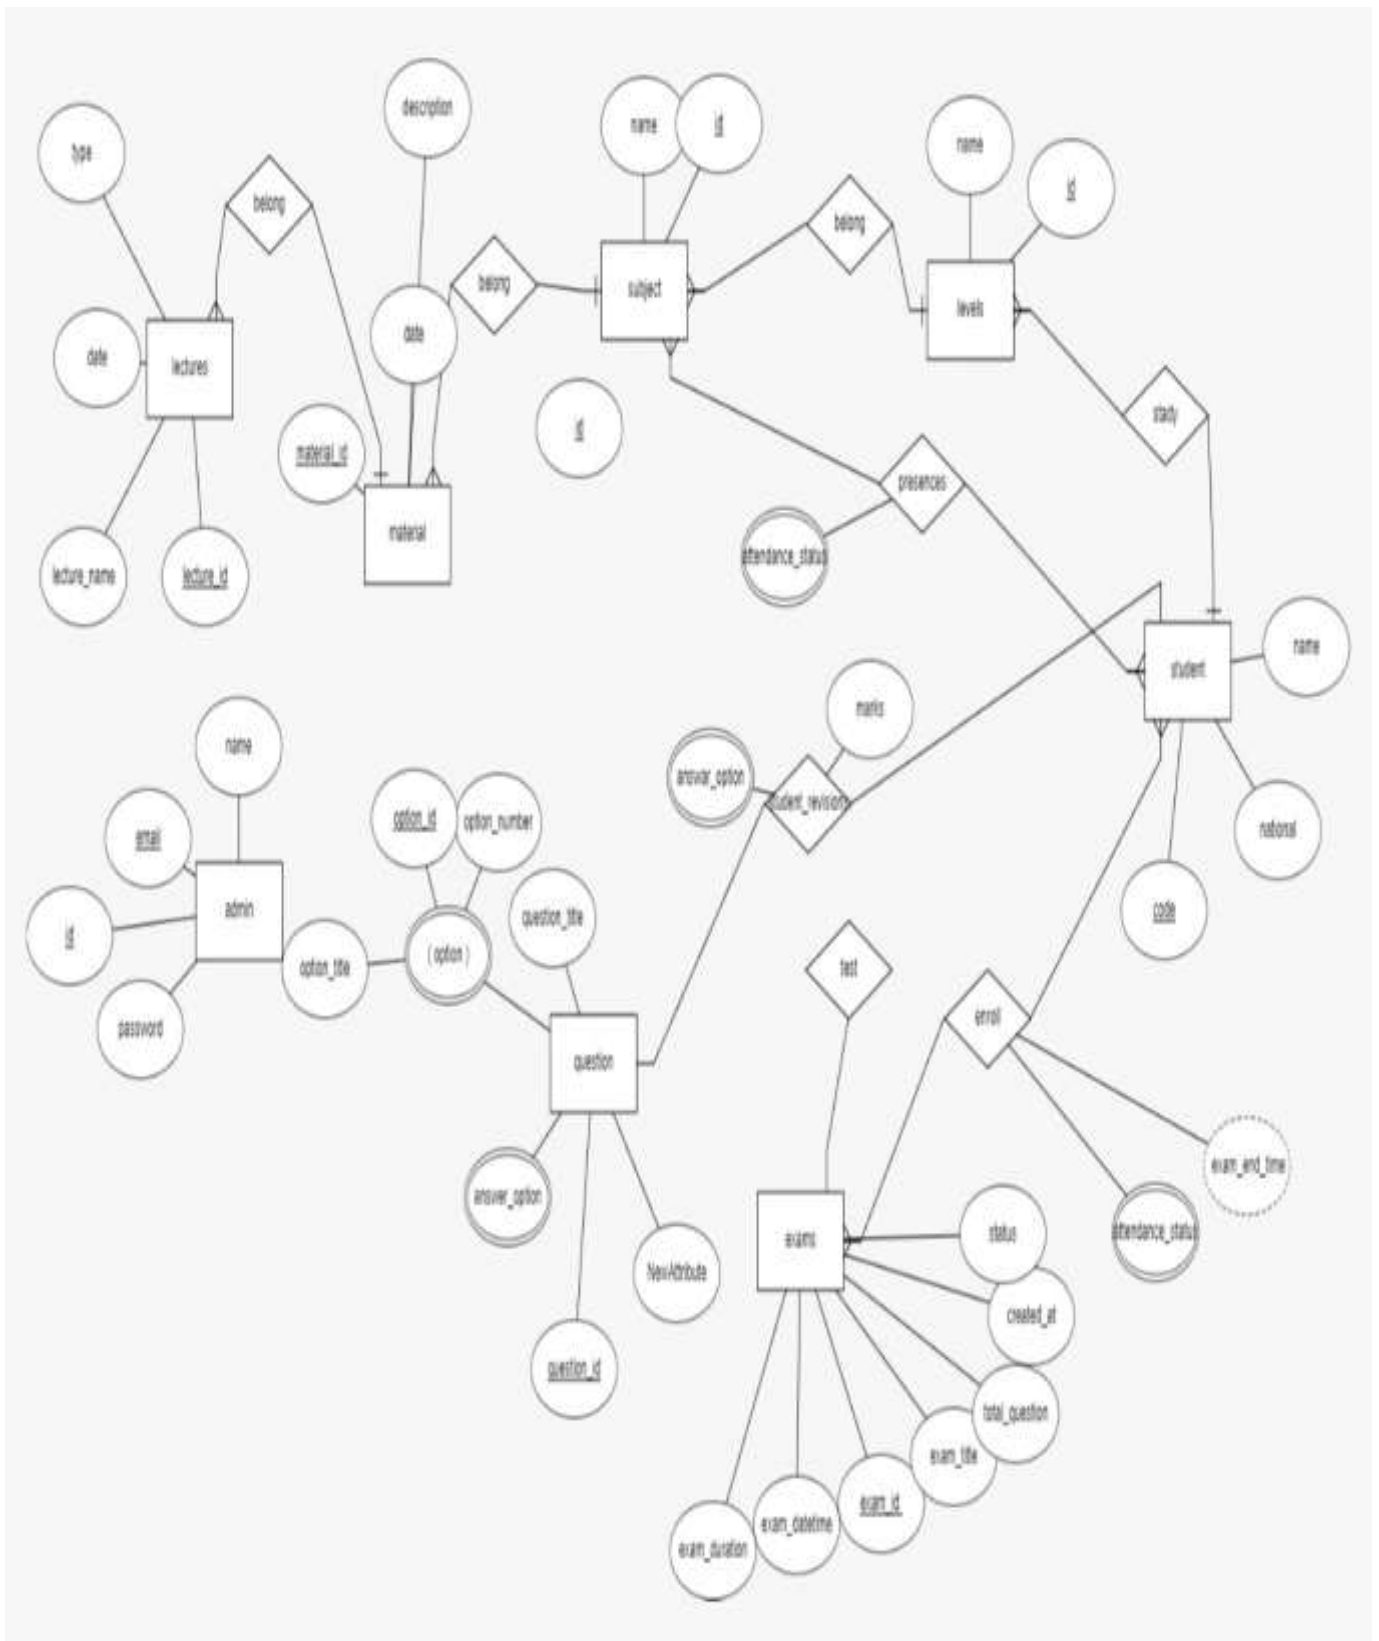 description
name
id
type
name
id
belong
belong
belong
subject
levels
date
date
lectures
stady
id
material_id
presences
material
attendance_status
lecture_name
lecture_id
name
student
marks
name
answar_option
student_revision
option_id
option_number
national
email
admin
question_title
code
id
option_title
( option )
test
password
enroll
question
exam_end_time
answer_option
attendance_status
status
exams
NewAttribute
created_at
question_id
total_question
exam_title
exam_id
exam_datetime
exam_duration